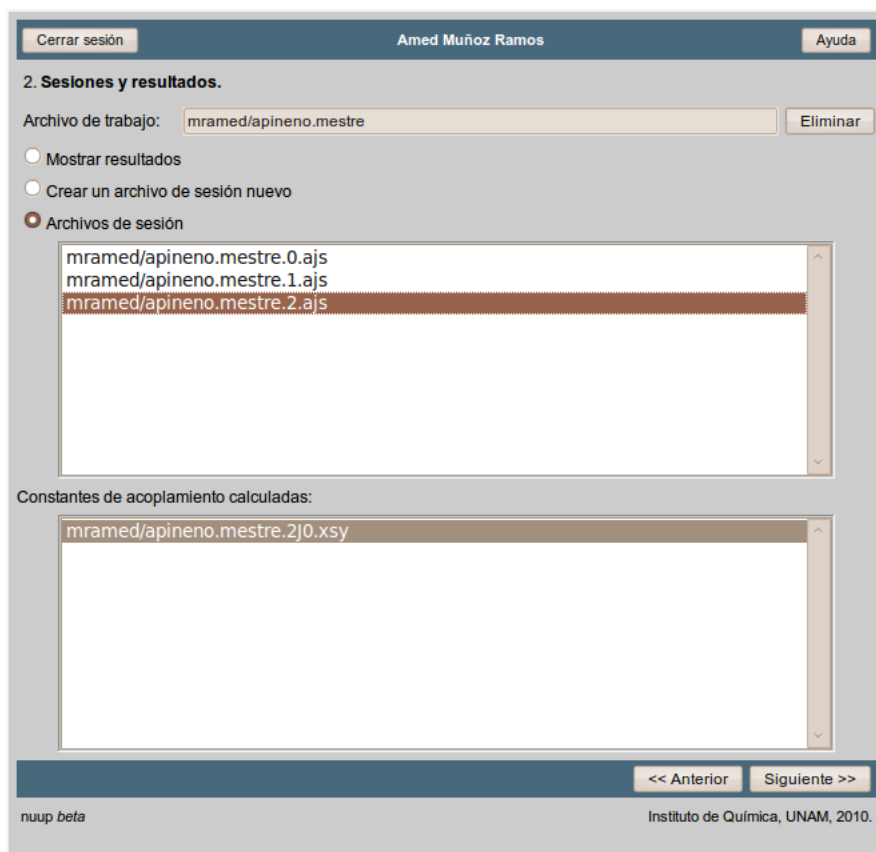 Cerrar sesión Amed Muñoz Ramos Ayuda
2. Sesiones y resultados.
Archivo de trabajo: mramed/apineno.mestre Eliminar
Mostrar resultados
Crear un archivo de sesión nuevo
Archivos de sesión
mramed/apineno.mestre.0.ajs
mramed/apineno.mestre.1.ajs
mramed/apineno.mestre.2.ajs
Constantes de acoplamiento calculadas:
mramed/apineno.mestre.2J0.xsy
<< Anterior Siguiente >>
nuup beta Instituto de Química, UNAM, 2010.